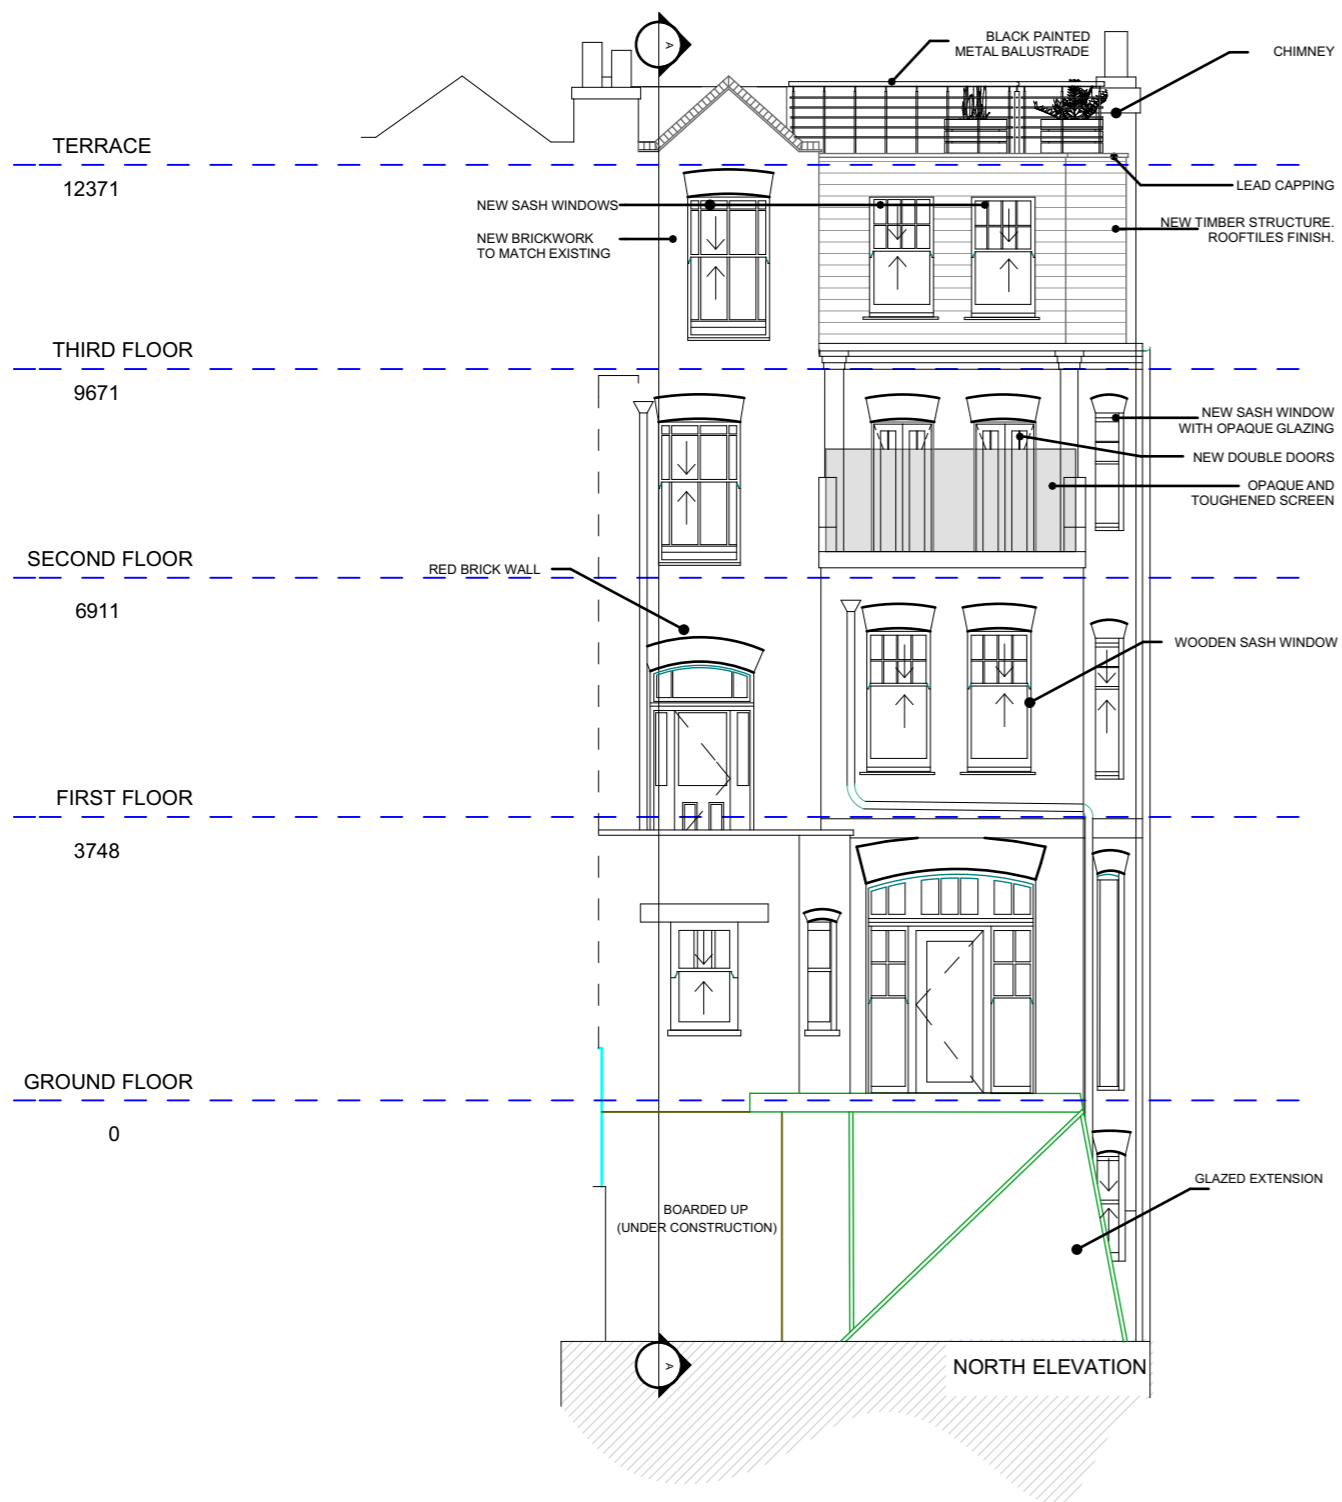 A
BLACK PAINTED
METAL BALUSTRADE
CHIMNEY
TERRACE
12371
LEAD CAPPING
NEW SASH WINDOWS
NEW TIMBER STRUCTURE.
ROOFTILES FINISH.
NEW BRICKWORK
TO MATCH EXISTING
THIRD FLOOR
9671
NEW SASH WINDOW
WITH OPAQUE GLAZING
NEW DOUBLE DOORS
OPAQUE AND
TOUGHENED SCREEN
SECOND FLOOR
RED BRICK WALL
6911
WOODEN SASH WINDOW
FIRST FLOOR
3748
GROUND FLOOR
0
GLAZED EXTENSION
BOARDED UP
(UNDER CONSTRUCTION)
A
NORTH ELEVATION